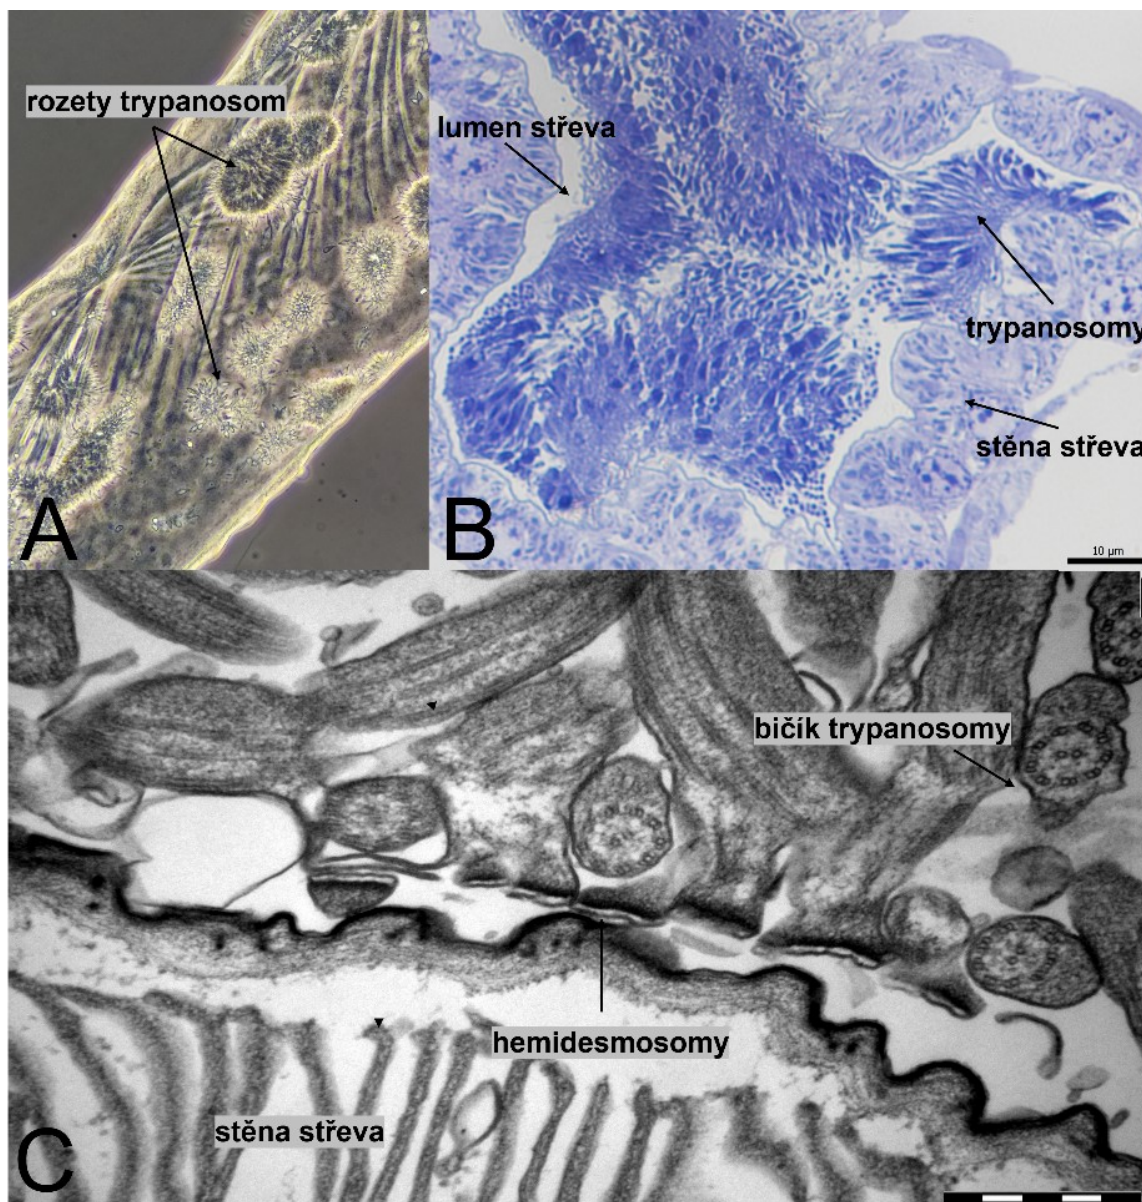 A
rozety trypanosom
B
lumen střeva
trypanosomy
stěna střeva
10 µm
C
bičík trypanosomy
hemidesmosomy
stěna střeva